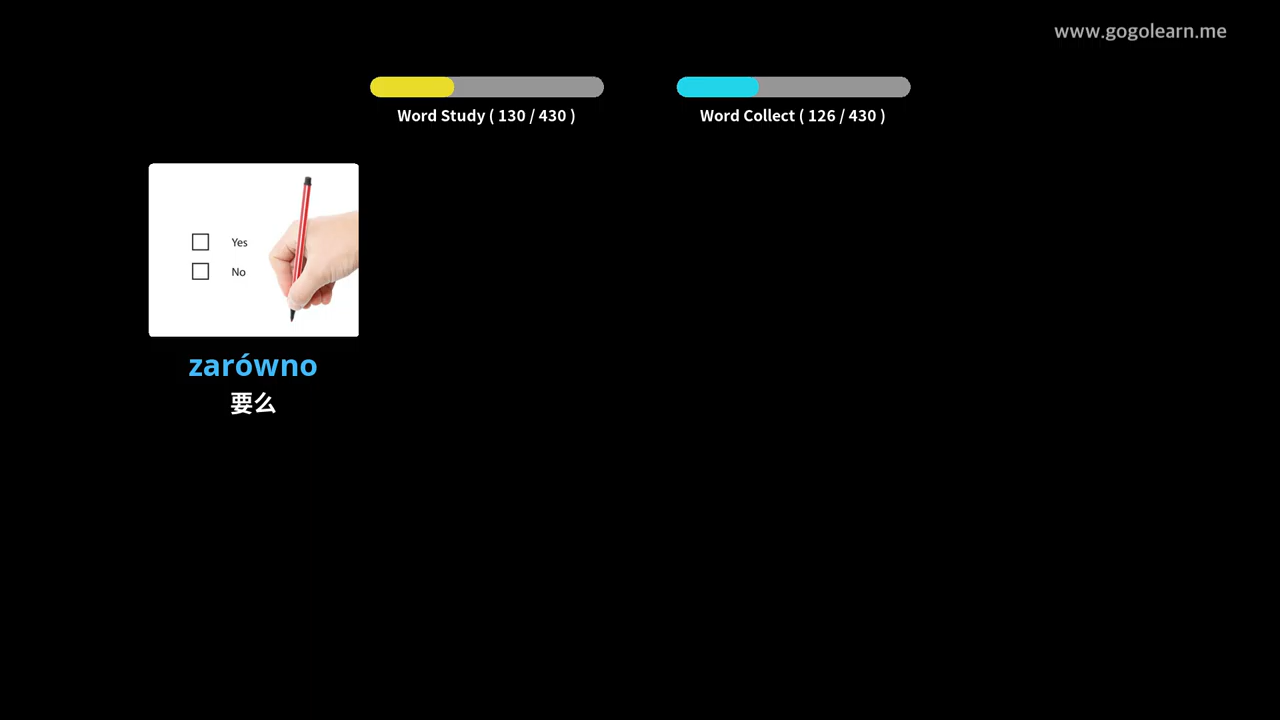 www.gogolearn.me
Word Study ( 130 / 430 )
Word Collect ( 126 / 430 )
Yes
No
zarówno
要么